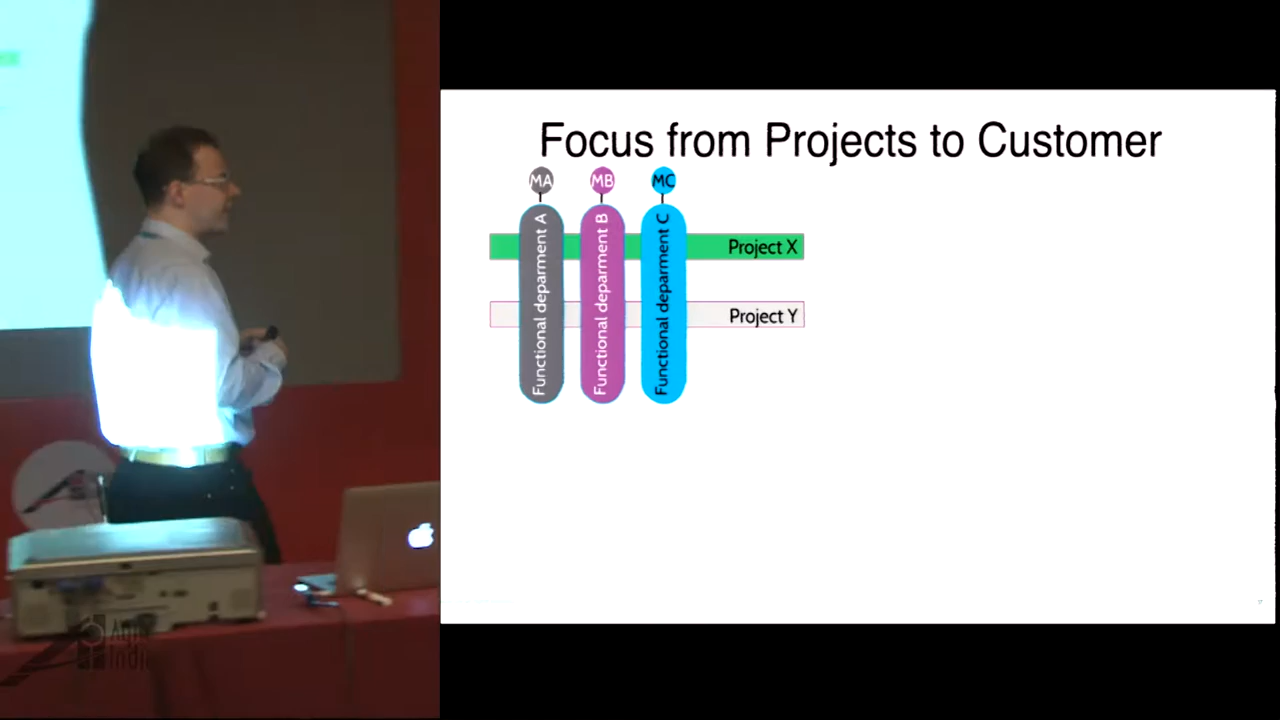 Focus from Projects to Customer
MA MB MC
Functional deparment A
Functional deparment B
Functional deparment C
Project X
Project Y